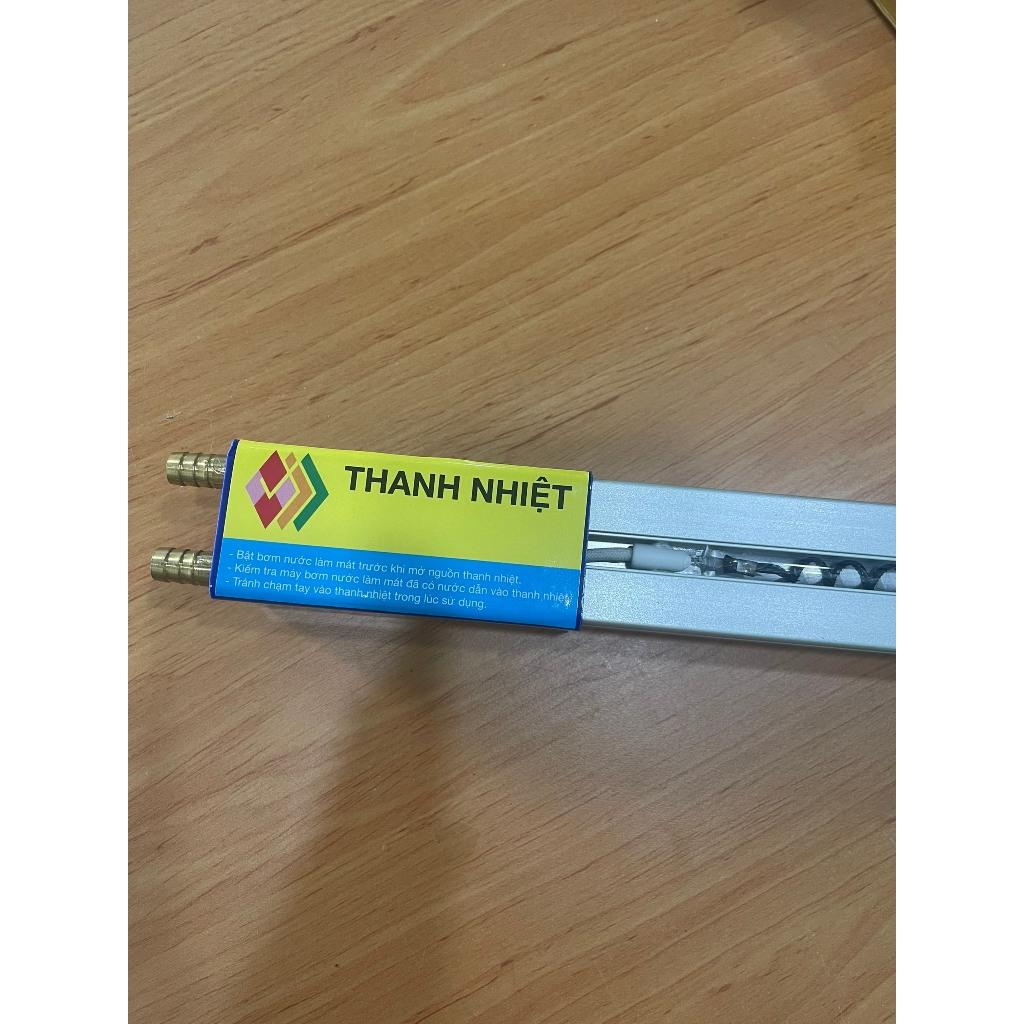 THANH NHIỆT
- Bật bơm nước làm mát trước khi mở nguồn thanh nhiệt.
- Kiểm tra máy bơm nước làm mát đã có nước dẫn vào thanh nhiệt.
- Tránh chạm tay vào thanh nhiệt trong lúc sử dụng.